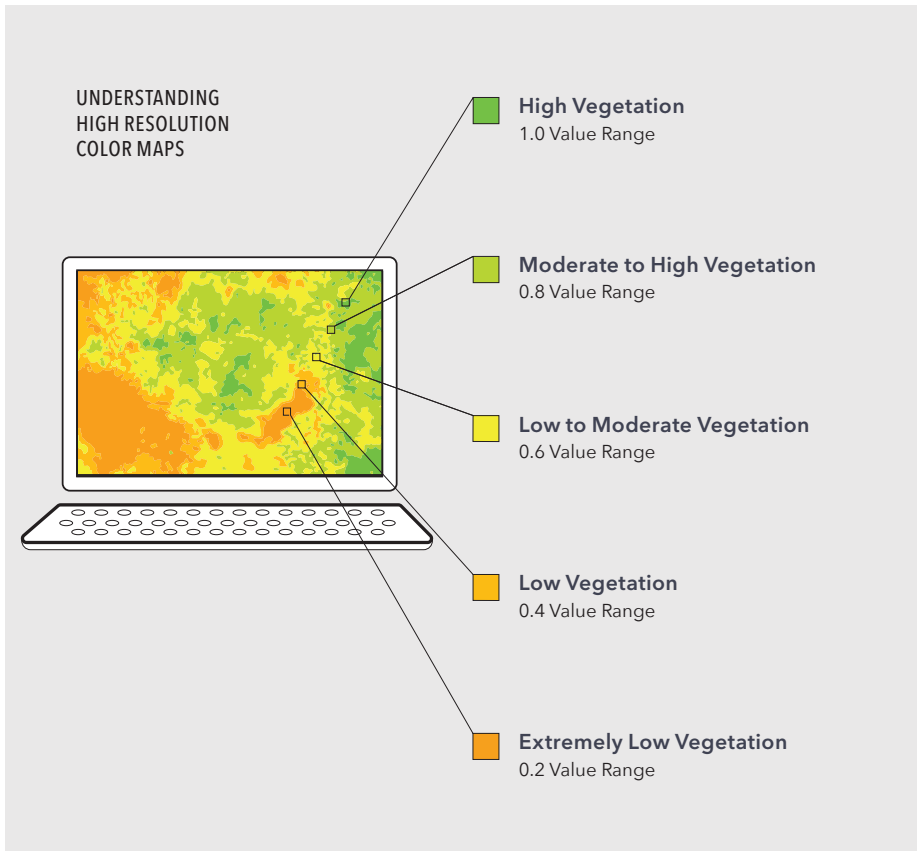 UNDERSTANDING
HIGH RESOLUTION
COLOR MAPS
High Vegetation
1.0 Value Range
Moderate to High Vegetation
0.8 Value Range
Low to Moderate Vegetation
0.6 Value Range
Low Vegetation
0.4 Value Range
Extremely Low Vegetation
0.2 Value Range